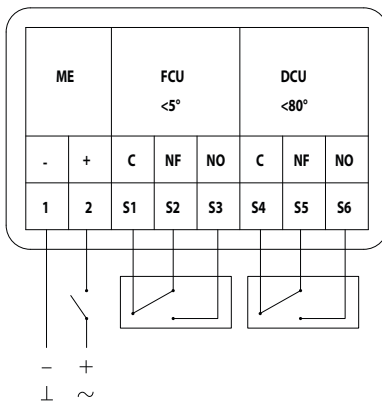 ME FCU DCU
<5° <80°
- + C NF NO C NF NO
1 2 S1 S2 S3 S4 S5 S6
− +
⊥ ~